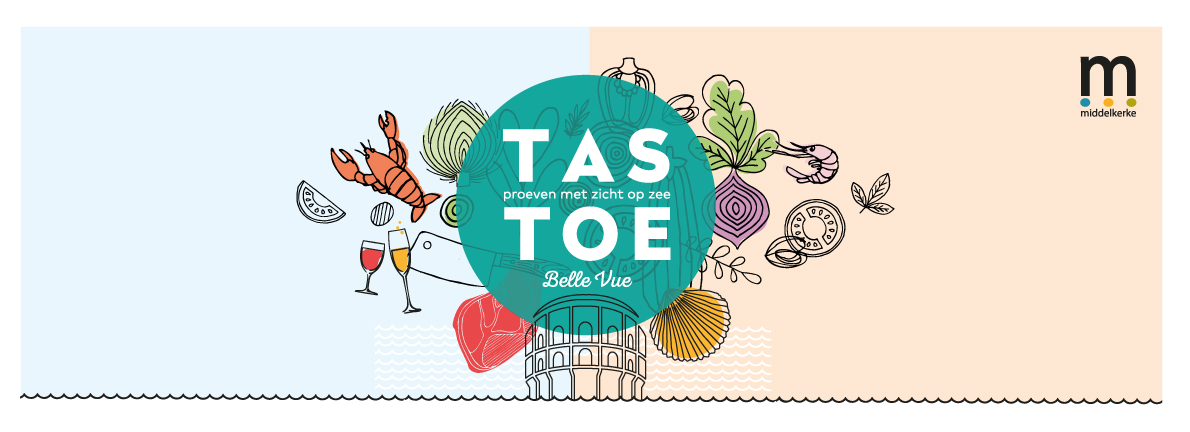 TAS
proeven met zicht op zee
TOE
Belle Vue
m
middelkerke